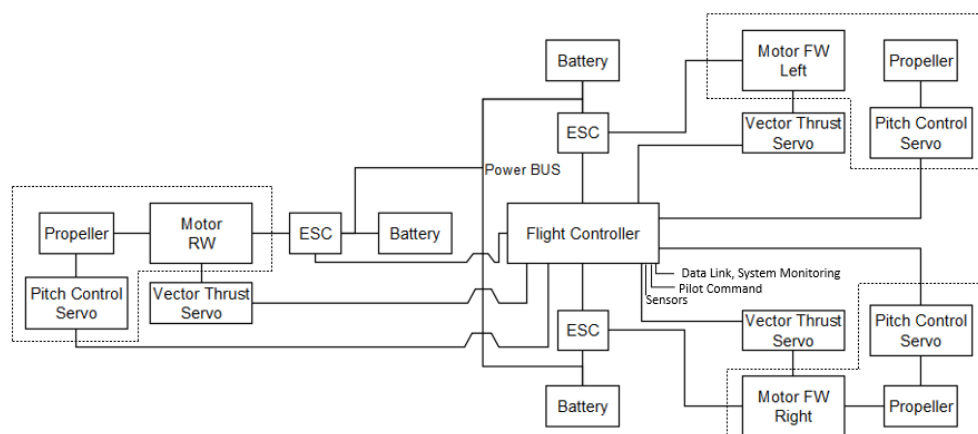 Battery
Motor FW
Left
Propeller
ESC
Vector Thrust
Servo
Pitch Control
Servo
Power BUS
Propeller
Motor
RW
ESC
Battery
Flight Controller
Data Link, System Monitoring
Pilot Command
Sensors
Pitch Control
Servo
Vector Thrust
Servo
ESC
Vector Thrust
Servo
Pitch Control
Servo
Battery
Motor FW
Right
Propeller